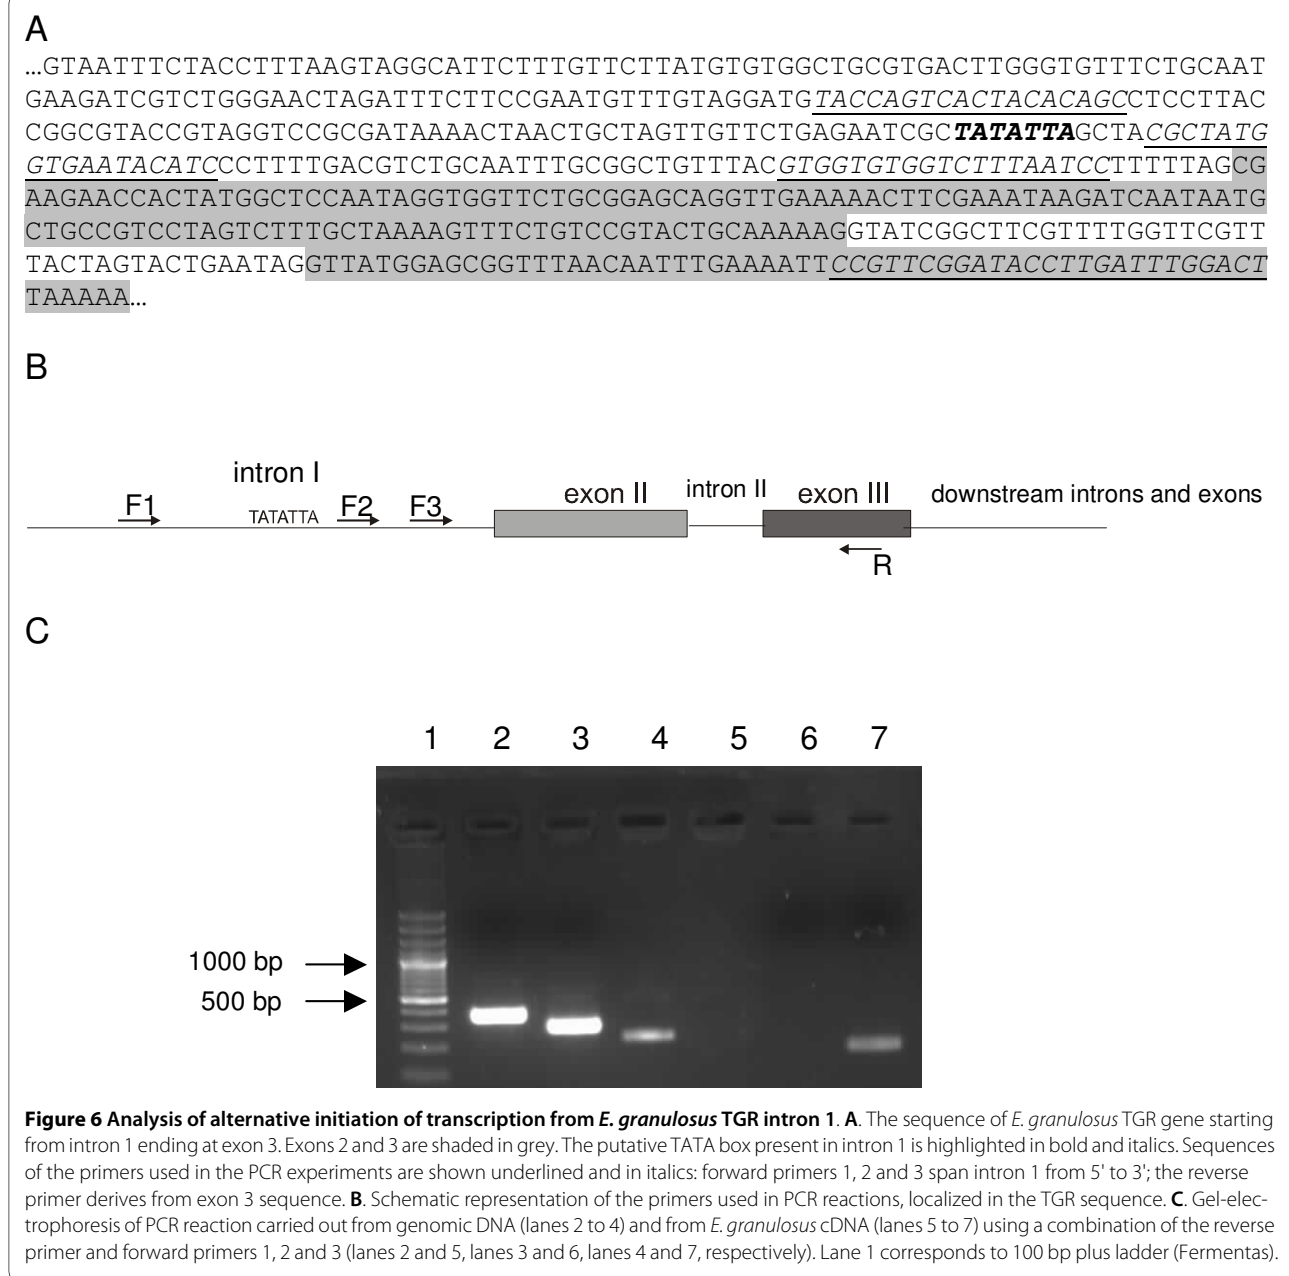 A
...GTAATTTCTACCTTTAAGTAGGCATTCTTTGTTCTTATGTGTGGCTGCGTGACTTGGGTGTTTCTGCAAT
GAAGATCGTCTGGGAACTAGATTTCTTCCGAATGTTTGTAGGATGTACCAGTCACTACACAGCCTCCTTAC
CGGCGTACCGTAGGTCCGCGATAAAACTAACTGCTAGTTGTTCTGAGAATCGCTATATTAGCTACGCTATG
GTGAATACATCCCTTTTGACGTCTGCAATTTGCGGCTGTTTACGTGGTGTGGTCTTTAATCCTTTTTAGCG
AAGAACCACTATGGCTCCAATAGGTGGTTCTGCGGAGCAGGTTGAAAAACTTCGAAATAAGATCAATAATG
CTGCCGTCCTAGTCTTTGCTAAAAGTTTCTGTCCGTACTGCAAAAAGGTATCGGCTTCGTTTTGGTTCGTT
TACTAGTACTGAATAGGTTATGGAGCGGTTTAACAATTTGAAAATTCCGTTCGGATACCTTGATTTGGACT
TAAAAA...
B
intron I
F1
TATATTA
F2
F3
exon II
intron II
exon III
downstream introns and exons
R
C
1 2 3 4 5 6 7
1000 bp
500 bp
Figure 6 Analysis of alternative initiation of transcription from E. granulosus TGR intron 1. A. The sequence of E. granulosus TGR gene starting
from intron 1 ending at exon 3. Exons 2 and 3 are shaded in grey. The putative TATA box present in intron 1 is highlighted in bold and italics. Sequences
of the primers used in the PCR experiments are shown underlined and in italics: forward primers 1, 2 and 3 span intron 1 from 5' to 3'; the reverse
primer derives from exon 3 sequence. B. Schematic representation of the primers used in PCR reactions, localized in the TGR sequence. C. Gel-elec-
trophoresis of PCR reaction carried out from genomic DNA (lanes 2 to 4) and from E. granulosus cDNA (lanes 5 to 7) using a combination of the reverse
primer and forward primers 1, 2 and 3 (lanes 2 and 5, lanes 3 and 6, lanes 4 and 7, respectively). Lane 1 corresponds to 100 bp plus ladder (Fermentas).